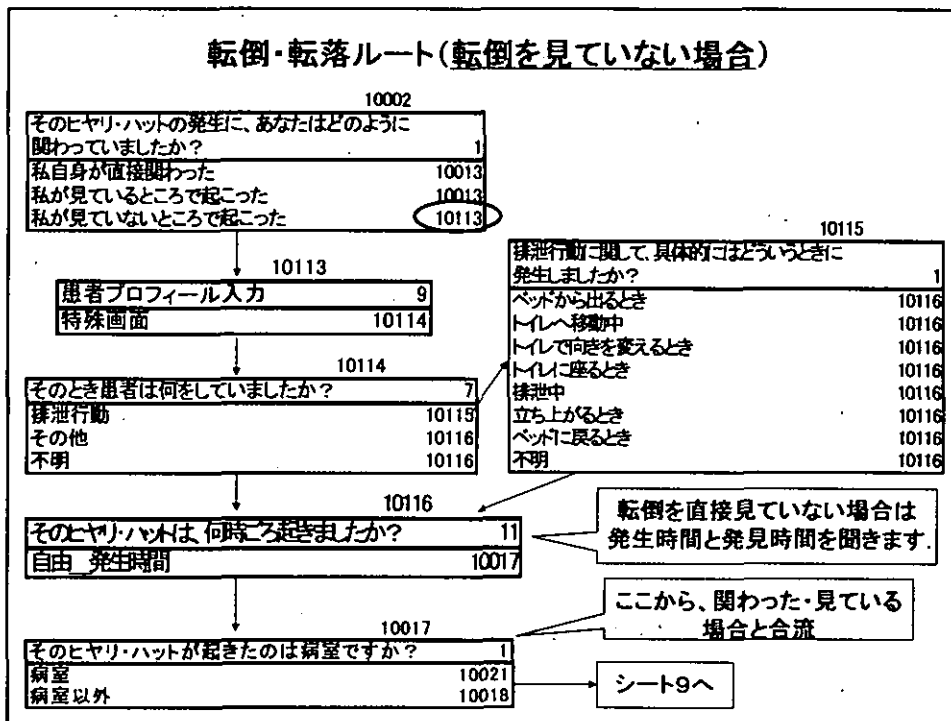 転倒・転落ルート(転倒を見ていない場合)
10002
そのヒヤリ・ハットの発生に、あなたはどのように
関わっていましたか? 1
私自身が直接関わった 10013
私が見ているところで起こった 10013
私が見ていないところで起こった 10113
10113
患者プロフィール入力 9
特殊画面 10114
10114
そのとき患者は何をしていましたか? 7
排泄行動 10115
その他 10116
不明 10116
10115
排泄行動に関して、具体的にはどういうときに
発生しましたか? 1
ベッドから出るとき 10116
トイレへ移動中 10116
トイレで向きを変えるとき 10116
トイレに座るとき 10116
排泄中 10116
立ち上がるとき 10116
ベッドに戻るとき 10116
不明 10116
10116
そのヒヤリ・ハットは、何時ごろ起きましたか? 11
自由_発生時間 10017
転倒を直接見ていない場合は
発生時間と発見時間を聞きます.
10017
そのヒヤリ・ハットが起きたのは病室ですか? 1
病室 10021
病室以外 10018
ここから、関わった・見ている
場合と合流
シート9へ